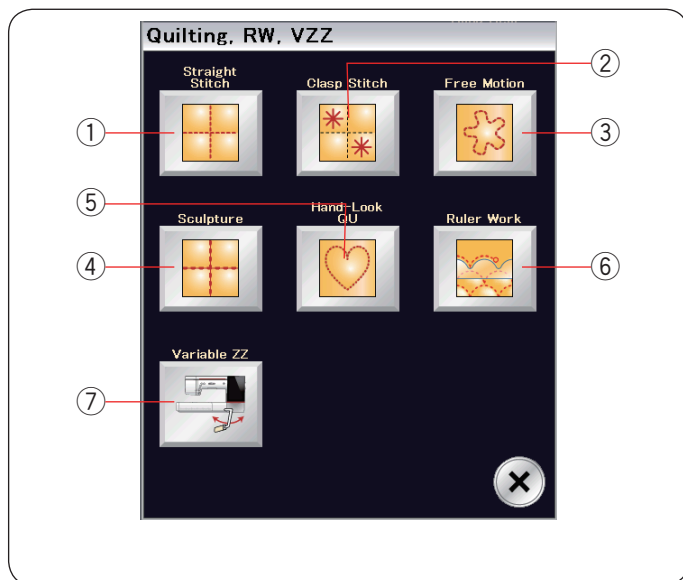 Quilting, RW, VZZ
Straight
Stitch
Clasp Stitch
Free Motion
①
②
③
Sculpture
Hand-Look
QU
Ruler Work
④
⑤
⑥
Variable ZZ
⑦